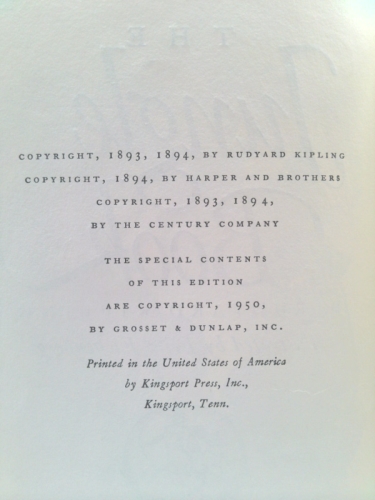 COPYRIGHT, 1893, 1894, BY RUDYARD KIPLING
COPYRIGHT, 1894, BY HARPER AND BROTHERS
COPYRIGHT, 1893, 1894,
BY THE CENTURY COMPANY
THE SPECIAL CONTENTS
OF THIS EDITION
ARE COPYRIGHT, 1950,
BY GROSSET & DUNLAP, INC.
Printed in the United States of America
by Kingsport Press, Inc.,
Kingsport, Tenn.